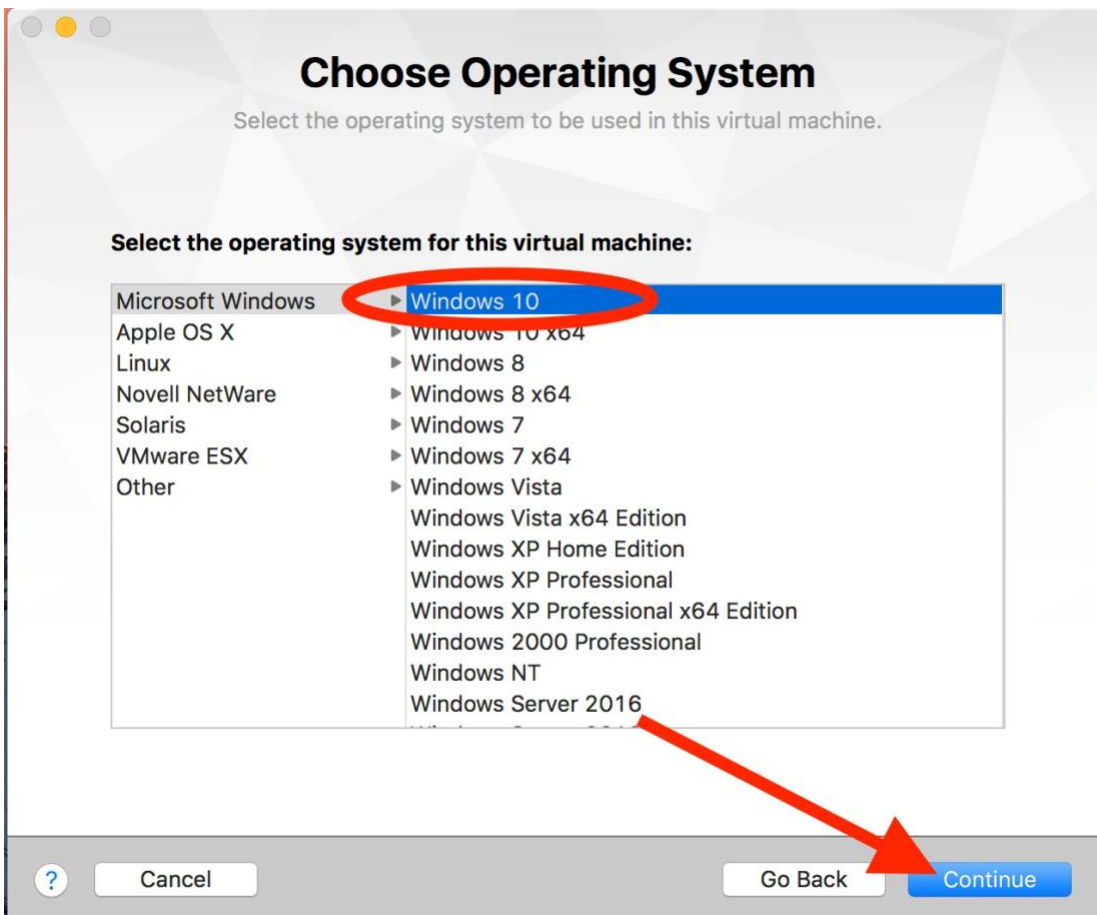 Choose Operating System
Select the operating system to be used in this virtual machine.
Select the operating system for this virtual machine:
Microsoft Windows
Apple OS X
Linux
Novell NetWare
Solaris
VMware ESX
Other
Windows 10
Windows 10 x64
Windows 8
Windows 8 x64
Windows 7
Windows 7 x64
Windows Vista
Windows Vista x64 Edition
Windows XP Home Edition
Windows XP Professional
Windows XP Professional x64 Edition
Windows 2000 Professional
Windows NT
Windows Server 2016
? Cancel Go Back Continue